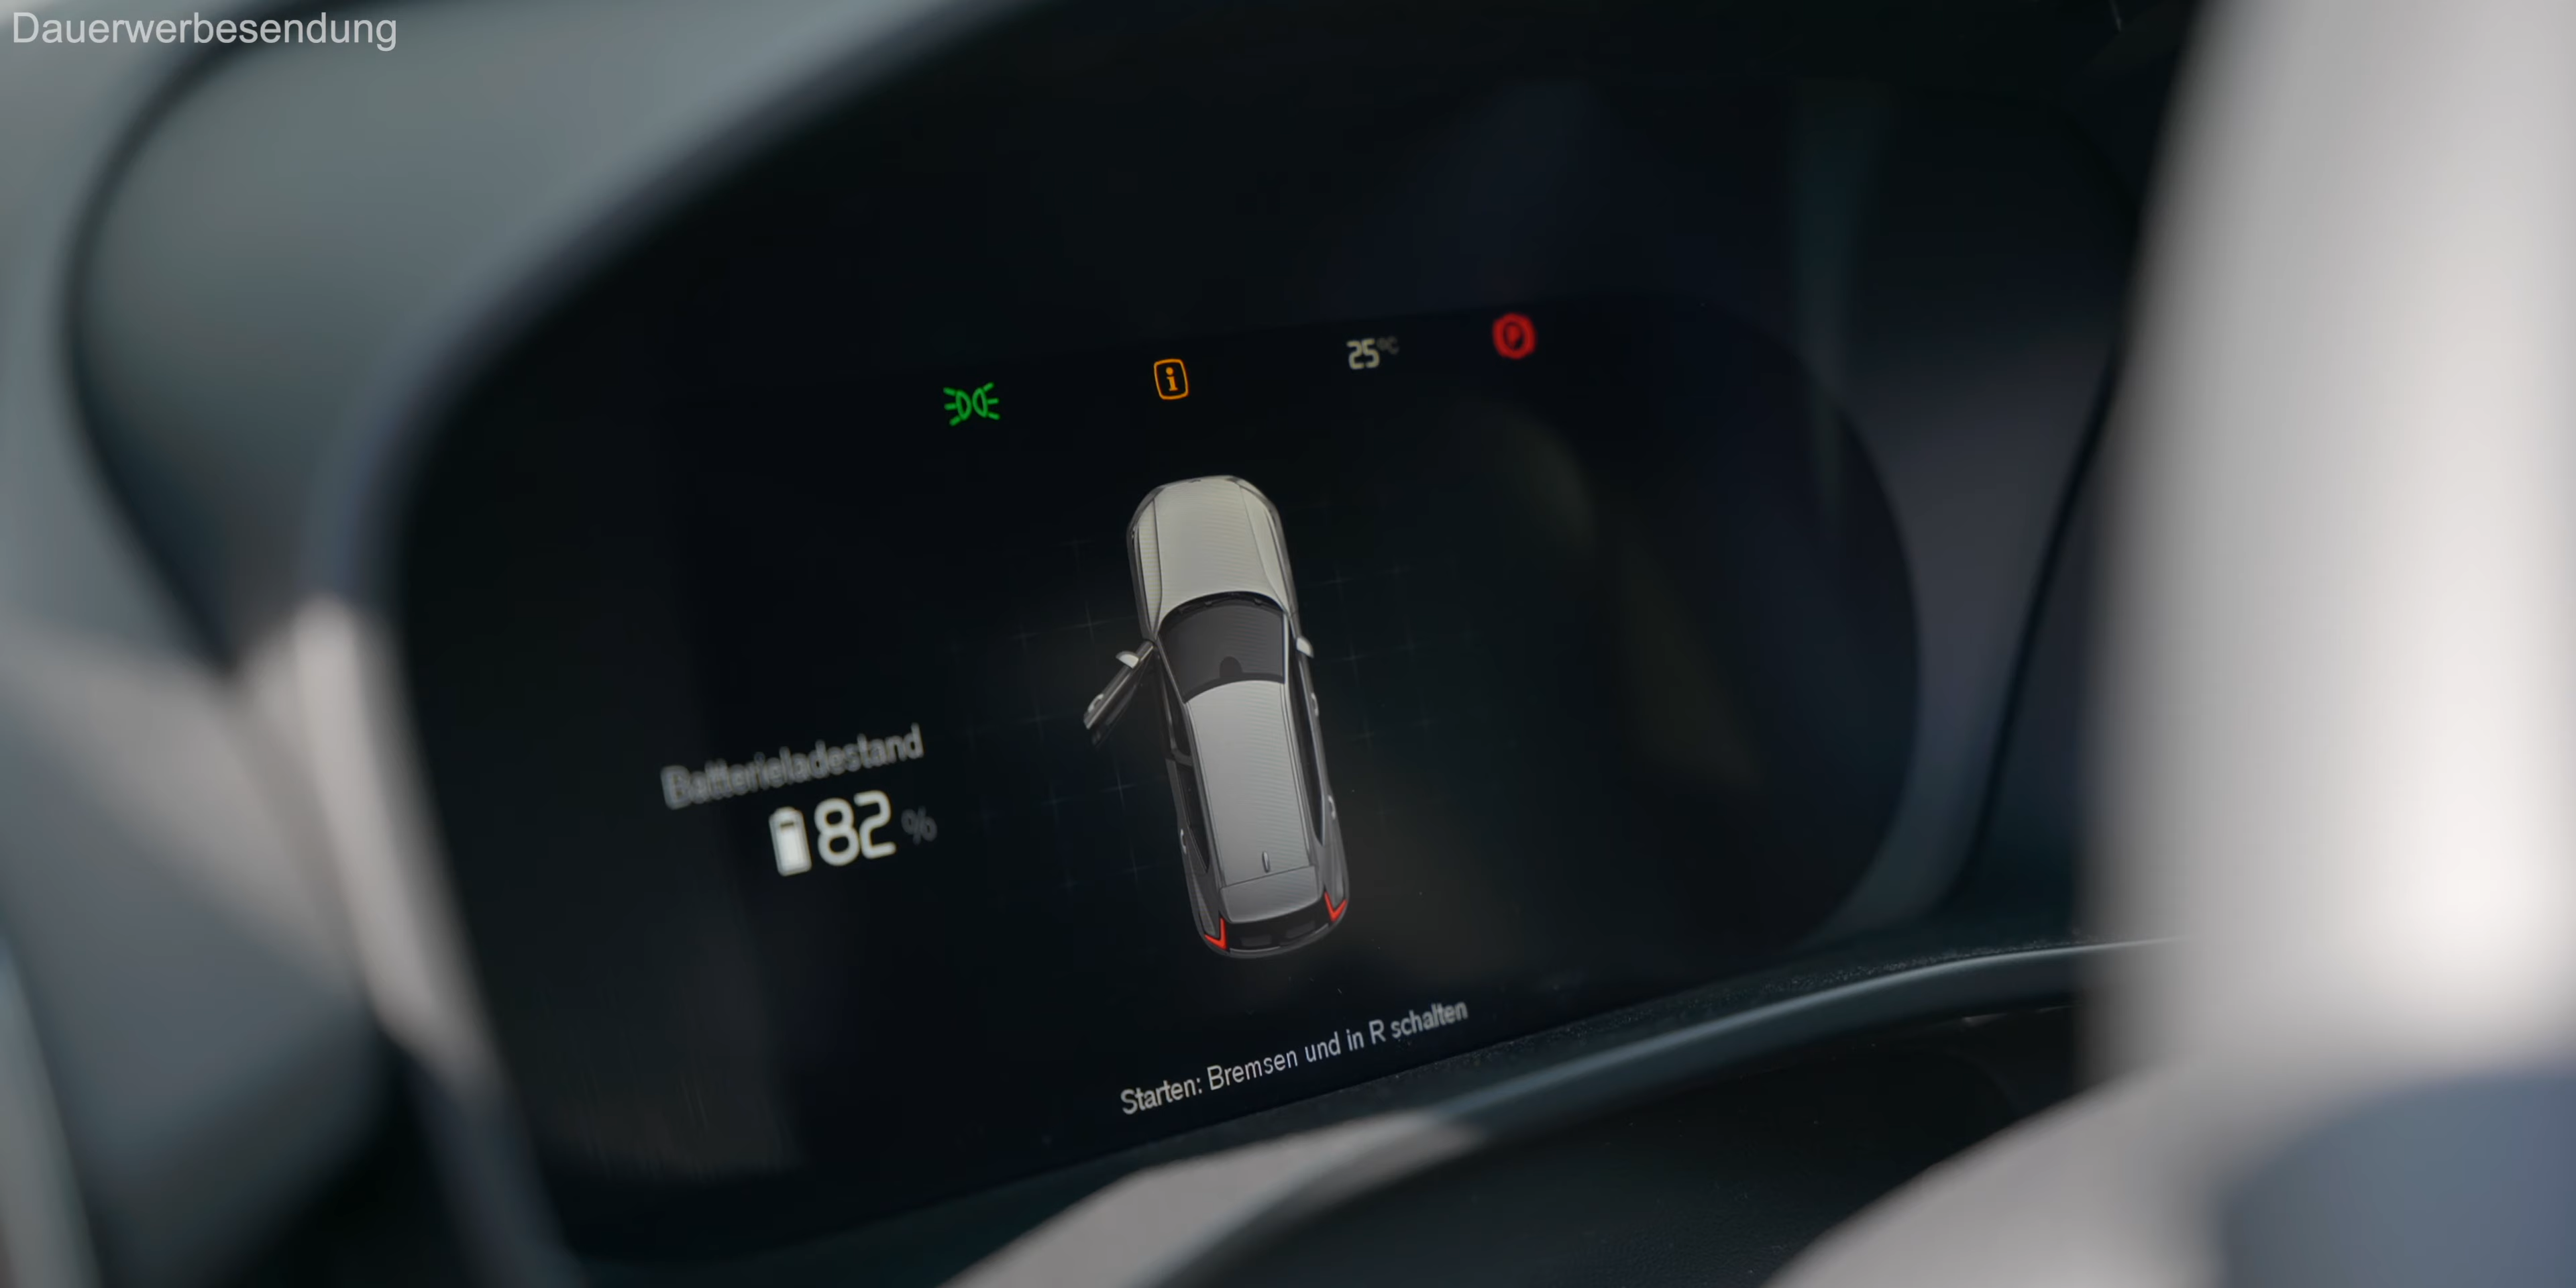 Dauerwerbesendung
25°C
Batterieladestand
82 %
Starten: Bremsen und in R schalten